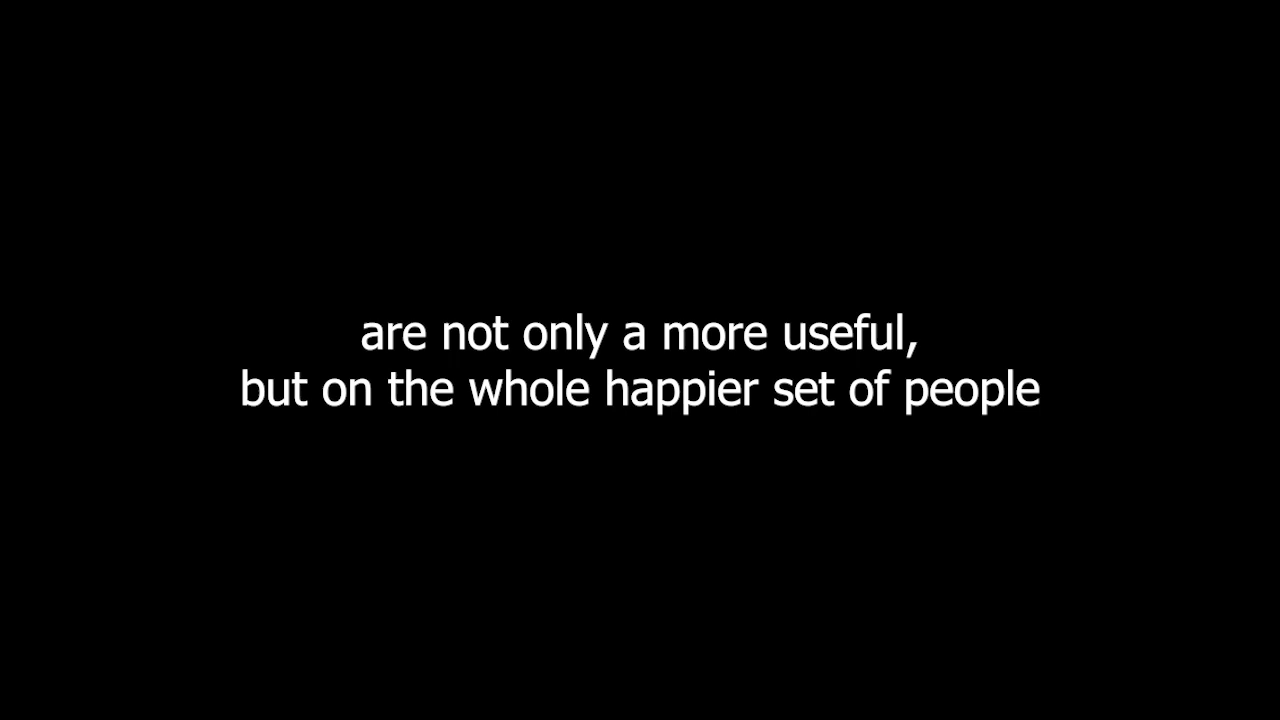 are not only a more useful,
but on the whole happier set of people